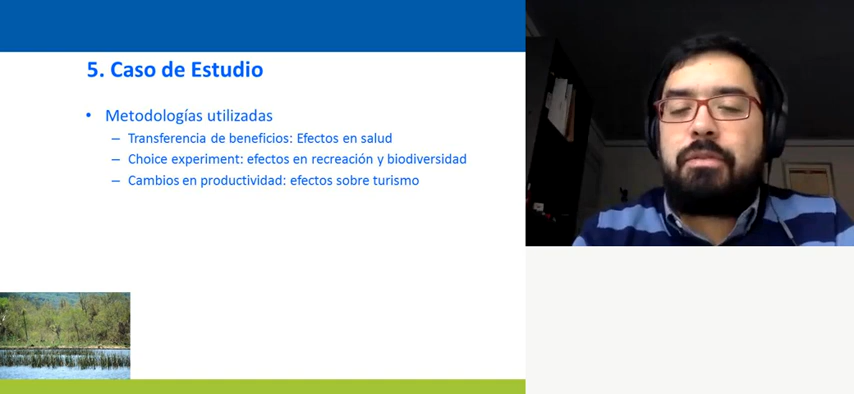 5. Caso de Estudio
• Metodologías utilizadas
– Transferencia de beneficios: Efectos en salud
– Choice experiment: efectos en recreación y biodiversidad
– Cambios en productividad: efectos sobre turismo